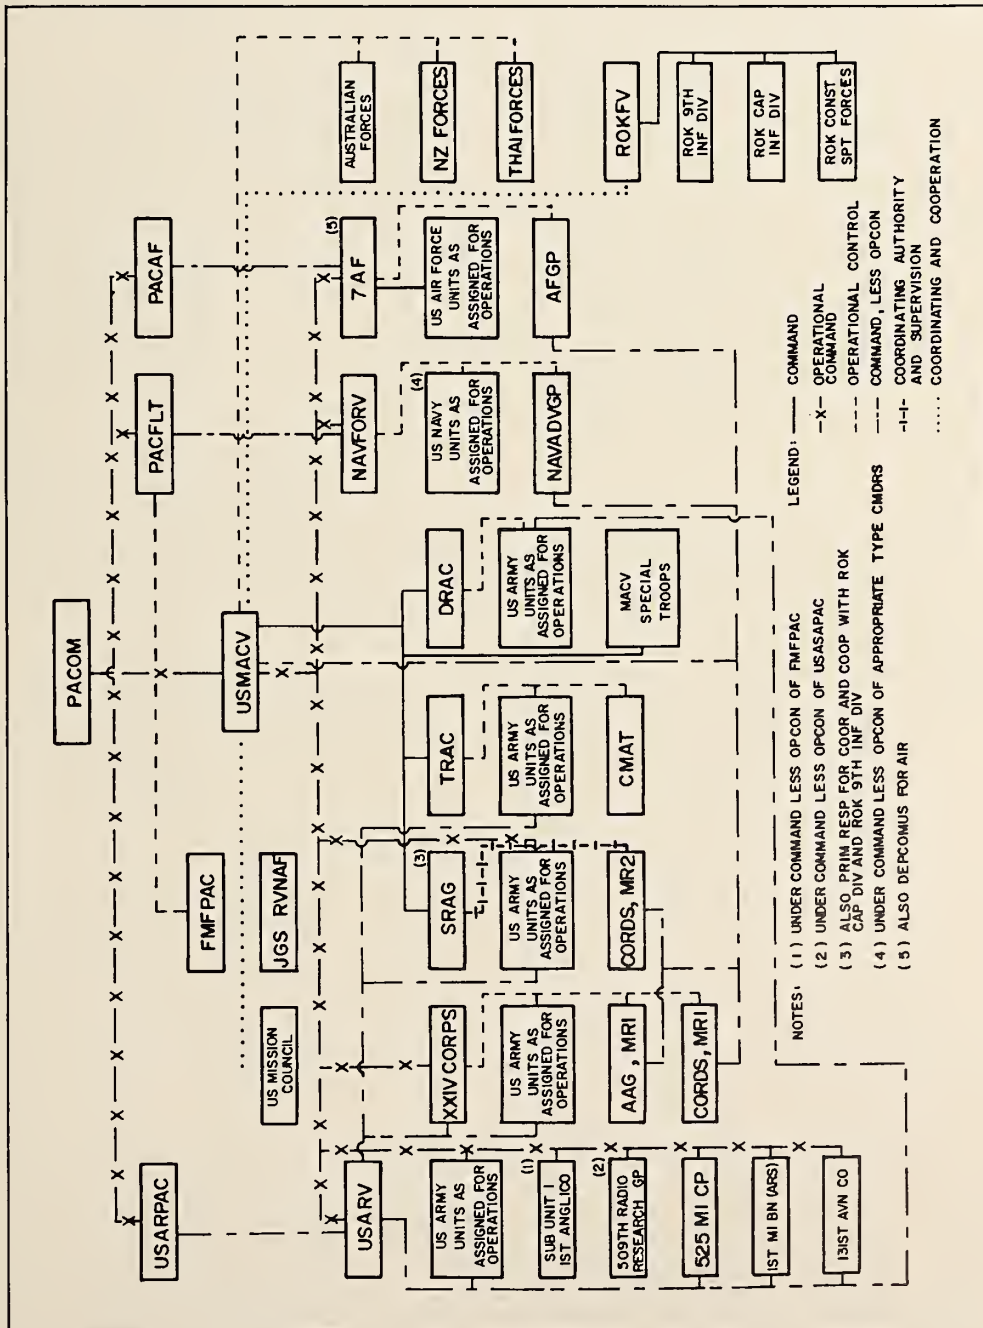 PACOM
USARPAC
PACFLT
PACAF
FMFPAC
USMACV
US MISSION
COUNCIL
JGS RVNAF
AUSTRALIAN
FORCES
NZ FORCES
THAI FORCES
USARV
XXIV CORPS
(3)
SRAG
TRAC
DRAC
NAVFORV
(5)
7 AF
US ARMY
UNITS AS
ASSIGNED FOR
OPERATIONS
US ARMY
UNITS AS
ASSIGNED FOR
OPERATIONS
US ARMY
UNITS AS
ASSIGNED FOR
OPERATIONS
US ARMY
UNITS AS
ASSIGNED FOR
OPERATIONS
US ARMY
UNITS AS
ASSIGNED FOR
OPERATIONS
(4)
US NAVY
UNITS AS
ASSIGNED FOR
OPERATIONS
US AIR FORCE
UNITS AS
ASSIGNED FOR
OPERATIONS
(1)
SUB UNIT 1
1ST ANGLICO
(2)
509TH RADIO
RESEARCH GP
525 MI CP
1ST MI BN (ARS)
131ST AVN CO
AAG, MR1
CORDS, MR1
CORDS, MR2
CMAT
MACV
SPECIAL
TROOPS
NAVADVGP
AFGP
ROKFV
ROK 9TH
INF DIV
ROK CAP
INF DIV
ROK CONST
SPT FORCES
NOTES: (1) UNDER COMMAND LESS OPCON OF FMFPAC
(2) UNDER COMMAND LESS OPCON OF USASAPAC
(3) ALSO PRIM RESP FOR COOR AND COOP WITH ROK
CAP DIV AND ROK 9TH INF DIV
(4) UNDER COMMAND LESS OPCON OF APPROPRIATE TYPE CMDRS
(5) ALSO DEPCOMUS FOR AIR
LEGEND: COMMAND
-X- OPERATIONAL
COMMAND
--- OPERATIONAL CONTROL
COMMAND, LESS OPCON
-I-I- COORDINATING AUTHORITY
AND SUPERVISION
..... COORDINATING AND COOPERATION